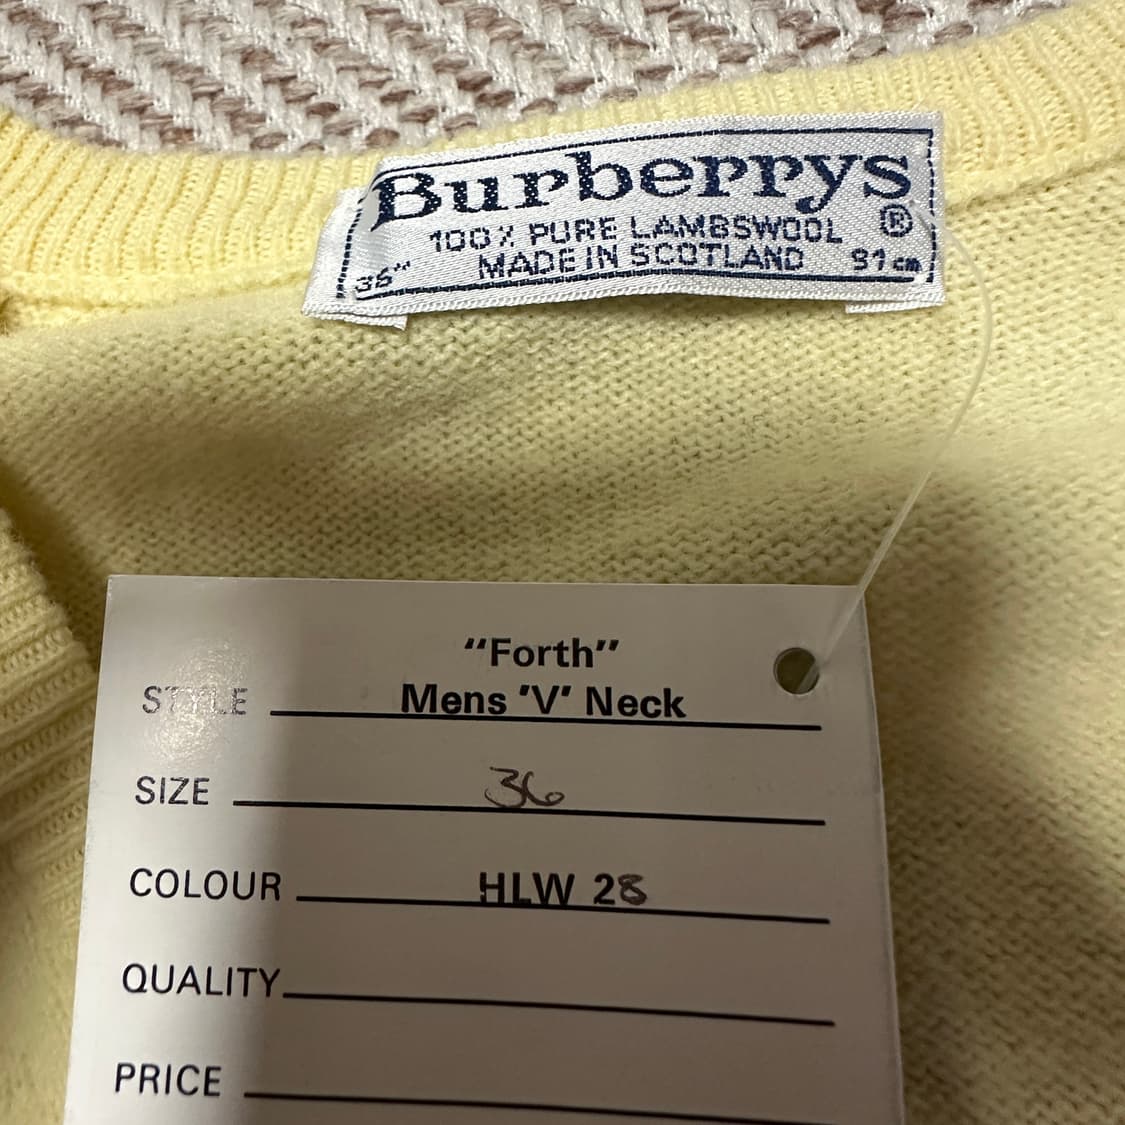 Burberrys
®
100% PURE LAMBSWOOL
36" MADE IN SCOTLAND 91cm
"Forth"
STYLE Mens 'V' Neck
SIZE 36
COLOUR HLW 28
QUALITY
PRICE